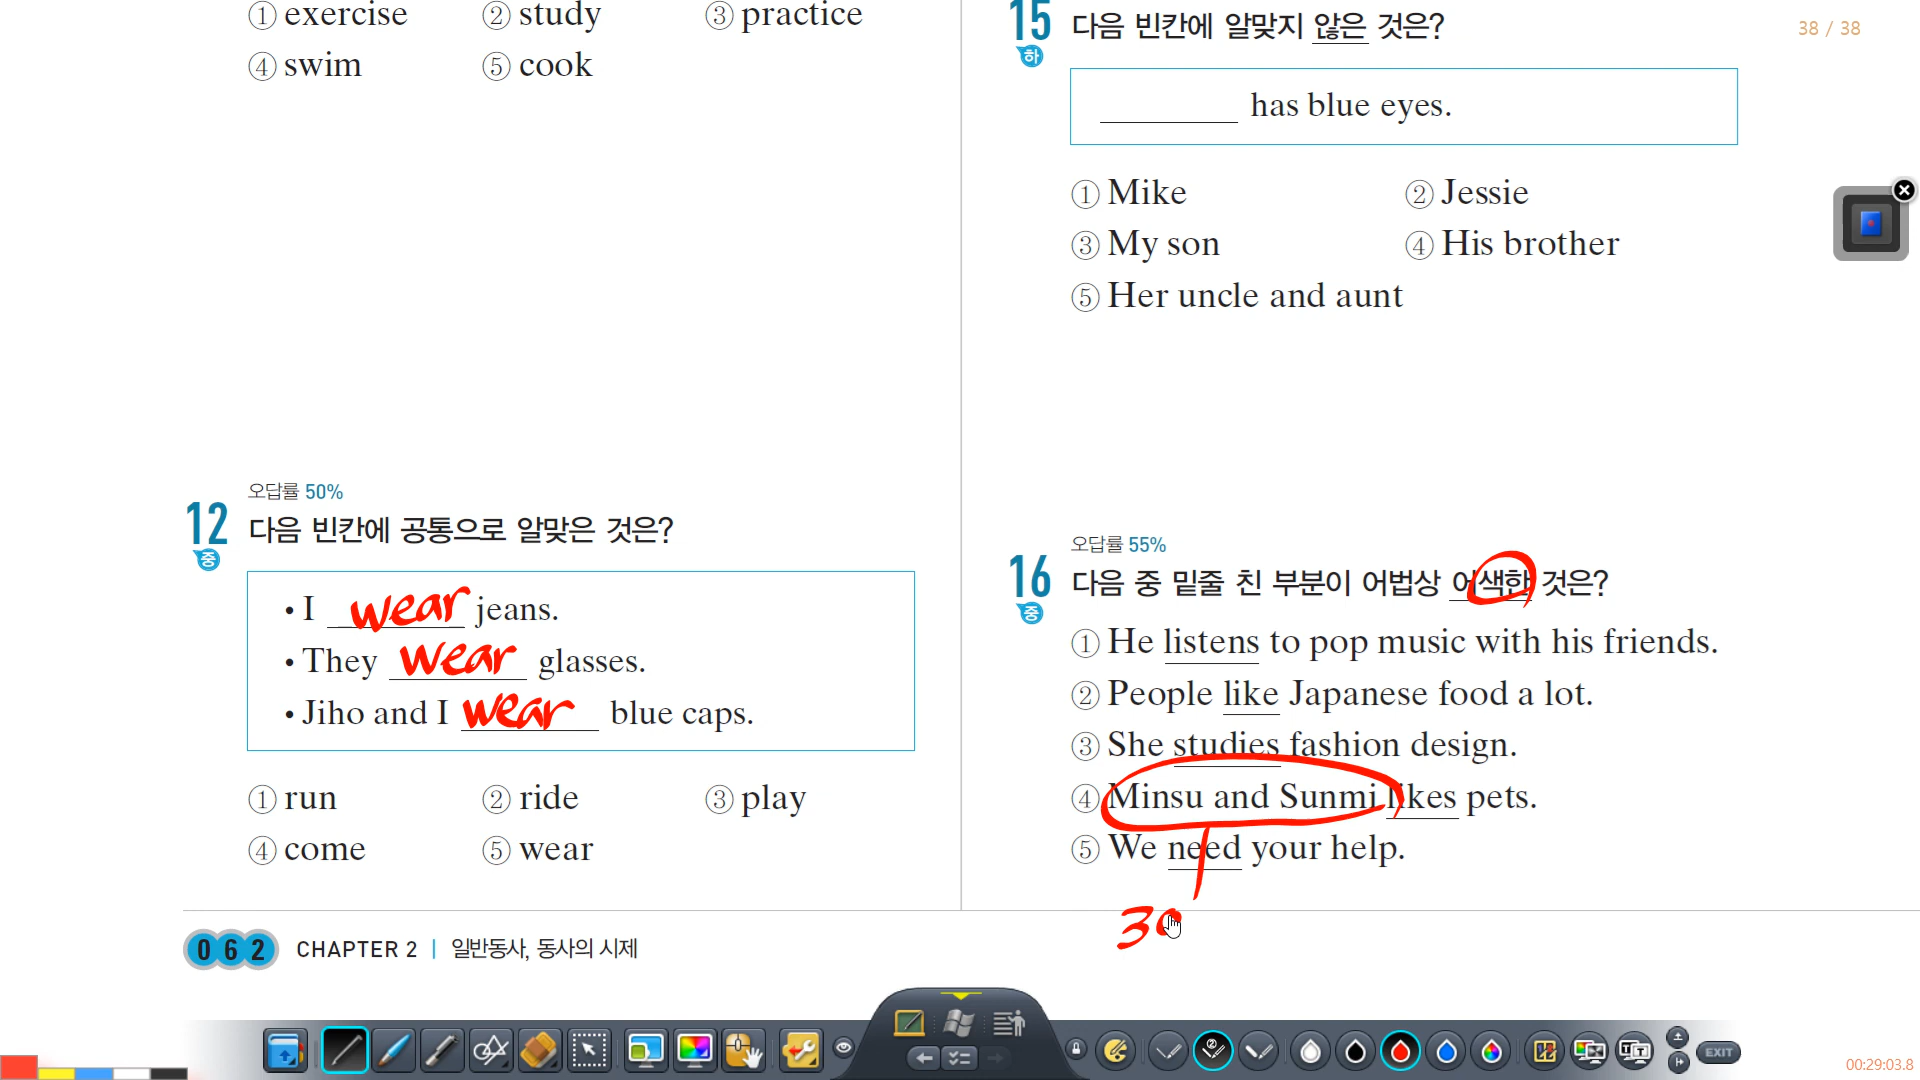 ① exercise ② study ③ practice
④ swim ⑤ cook
오답률 50%
12
중
다음 빈칸에 공통으로 알맞은 것은?
• I wear jeans.
• They wear glasses.
• Jiho and I wear blue caps.
① run ② ride ③ play
④ come ⑤ wear
15
하
다음 빈칸에 알맞지 않은 것은?
________ has blue eyes.
① Mike ② Jessie
③ My son ④ His brother
⑤ Her uncle and aunt
오답률 55%
16
중
다음 중 밑줄 친 부분이 어법상 어색한 것은?
① He listens to pop music with his friends.
② People like Japanese food a lot.
③ She studies fashion design.
④ Minsu and Sunmi likes pets.
⑤ We need your help.
062 CHAPTER 2 | 일반동사, 동사의 시제
38 / 38
EXIT
00:29:03.8